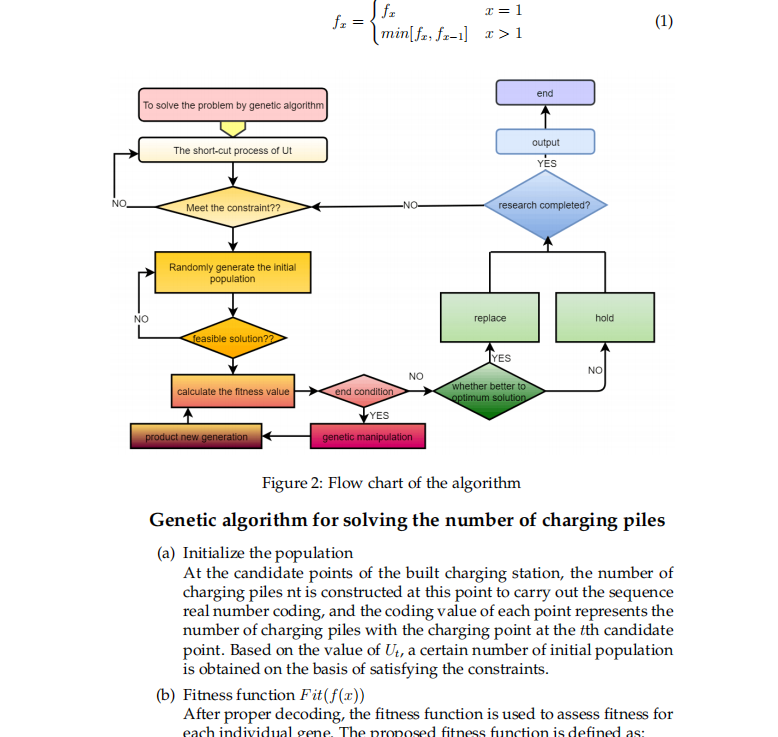 f_x = { f_x x = 1
min[f_x, f_{x−1}] x > 1 (1)
To solve the problem by genetic algorithm
The short-cut process of Ut
NO
Meet the constraint??
Randomly generate the initial
population
NO
feasible solution??
calculate the fitness value
end condition
NO
YES
genetic manipulation
product new generation
whether better to
optimum solution
YES
NO
replace
hold
research completed?
NO
YES
output
end
Figure 2: Flow chart of the algorithm
Genetic algorithm for solving the number of charging piles
(a) Initialize the population
At the candidate points of the built charging station, the number of
charging piles nt is constructed at this point to carry out the sequence
real number coding, and the coding value of each point represents the
number of charging piles with the charging point at the tth candidate
point. Based on the value of U_t, a certain number of initial population
is obtained on the basis of satisfying the constraints.
(b) Fitness function Fit(f(x))
After proper decoding, the fitness function is used to assess fitness for
each individual gene. The proposed fitness function is defined as: